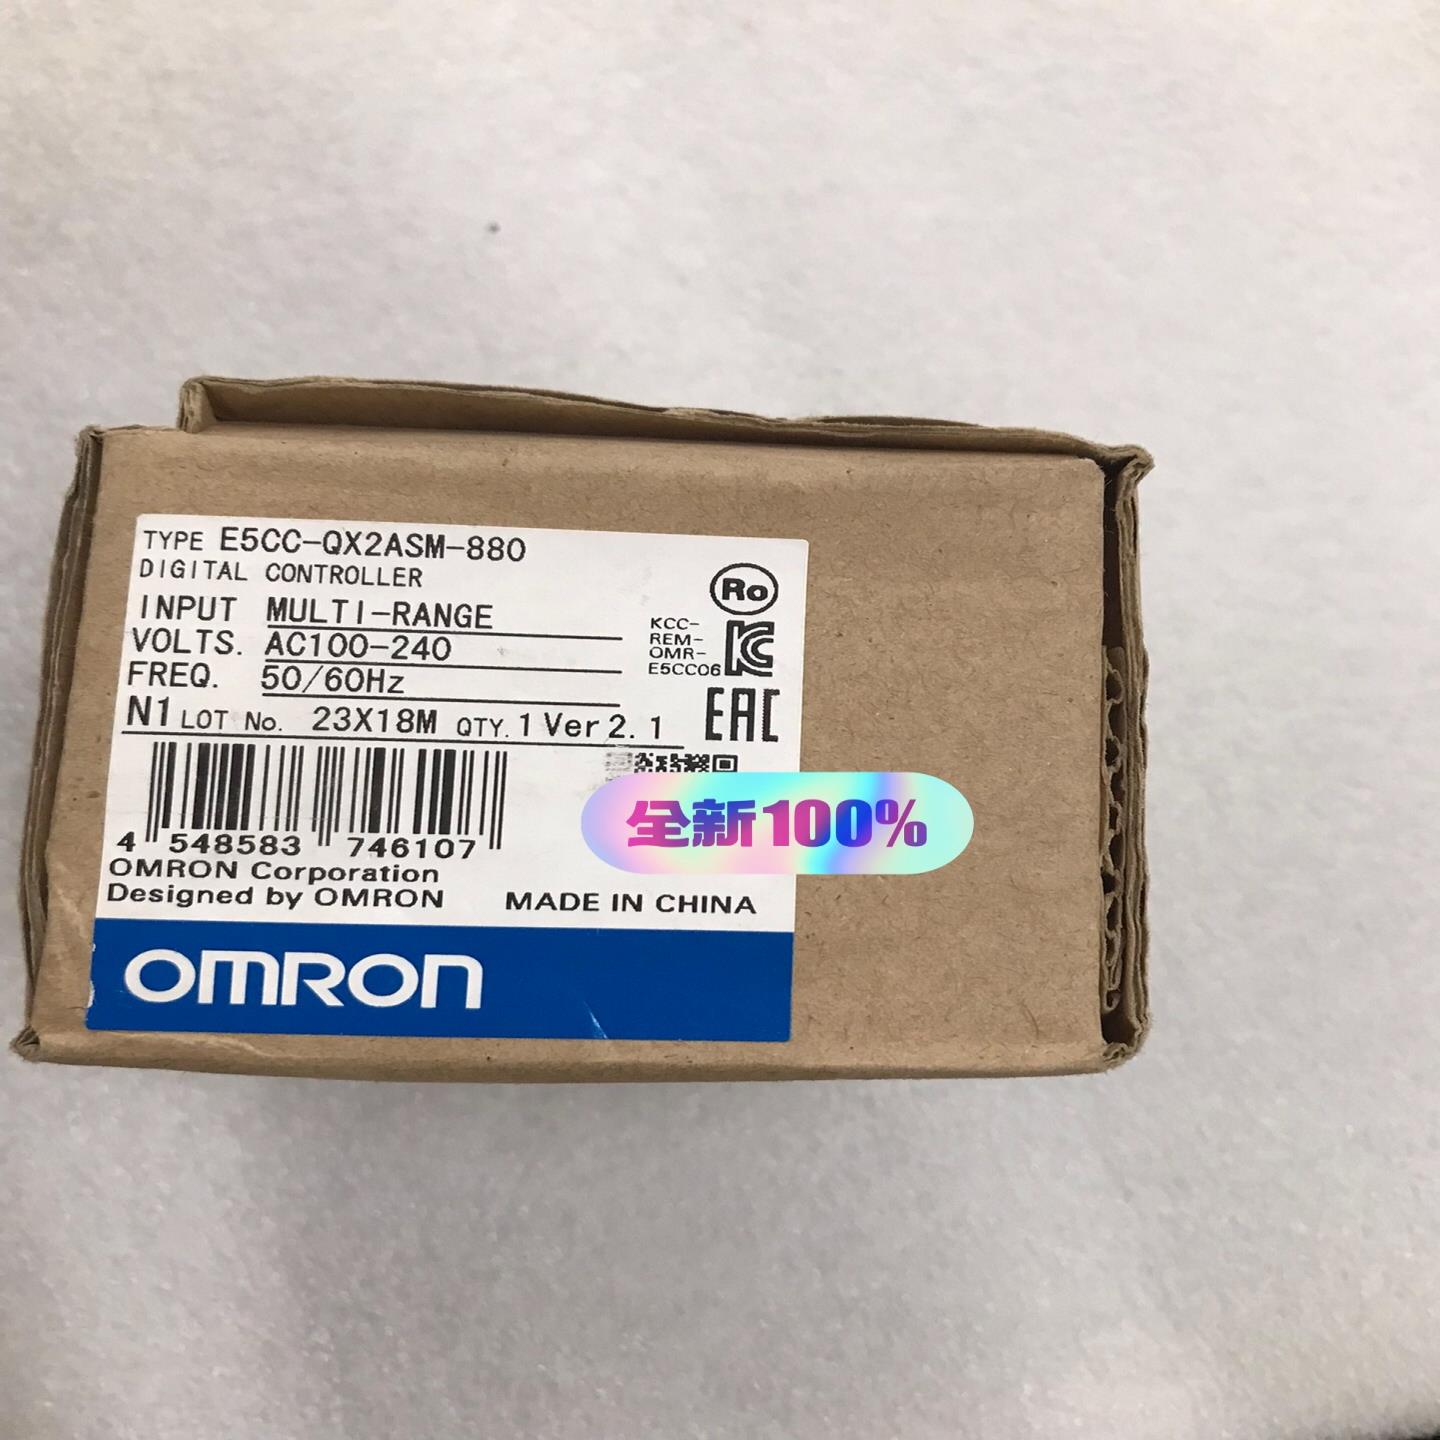 TYPE E5CC-QX2ASM-880
DIGITAL CONTROLLER
INPUT MULTI-RANGE
VOLTS. AC100-240
FREQ. 50/60Hz
N1 LOT No. 23X18M QTY. 1 Ver 2. 1
Ro
KCC-
REM-
OMR-
E5CC06
KC
EAC
4 548583 746107
全新100%
OMRON Corporation
Designed by OMRON MADE IN CHINA
OMRON